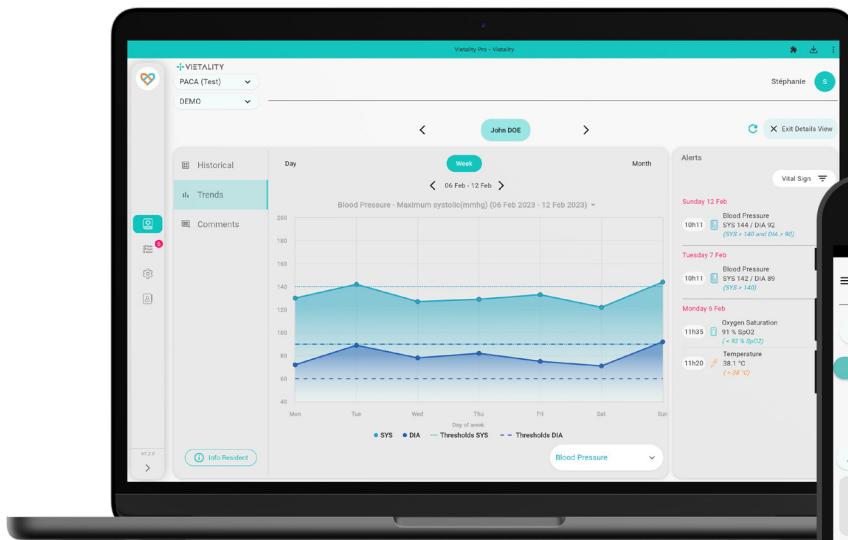 Vietality Pro - Vietality
VIETALITY
PACA (Test)
DEMO
Stéphanie
S
John DOE
Exit Details View
Historical
Trends
Comments
5
Day
Week
Month
06 Feb - 12 Feb
Blood Pressure - Maximum systolic(mmhg) (06 Feb 2023 - 12 Feb 2023)
200
180
160
140
120
100
80
60
40
Mon
Tue
Wed
Thu
Fri
Sat
Sun
Day of week
SYS
DIA
Thresholds SYS
Thresholds DIA
Blood Pressure
Info Resident
V1.2.0
Alerts
Vital Sign
Sunday 12 Feb
10h11
Blood Pressure
SYS 144 / DIA 92
(SYS > 140 and DIA > 90)
Tuesday 7 Feb
10h11
Blood Pressure
SYS 142 / DIA 89
(SYS > 140)
Monday 6 Feb
11h35
Oxygen Saturation
91 % SpO2
(< 92 % SpO2)
11h20
Temperature
38.1 °C